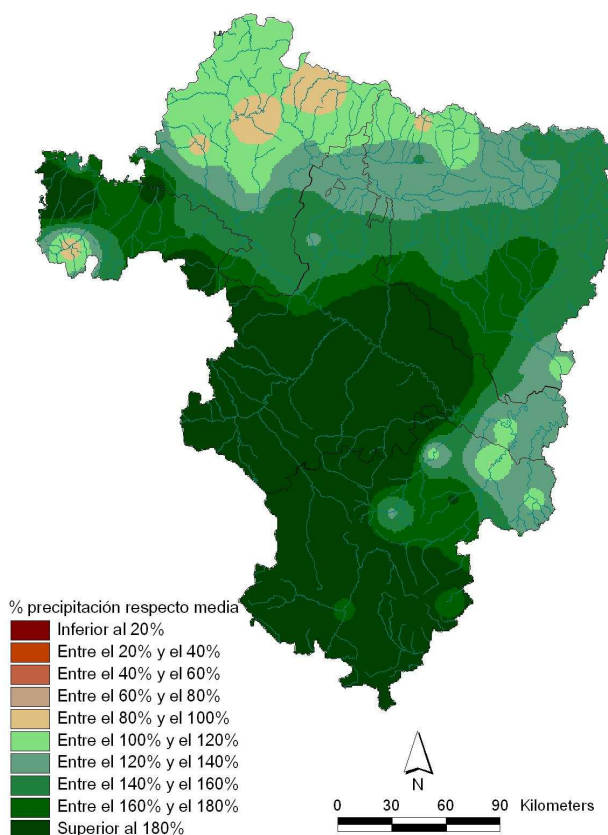 % precipitación respecto media
Inferior al 20%
Entre el 20% y el 40%
Entre el 40% y el 60%
Entre el 60% y el 80%
Entre el 80% y el 100%
Entre el 100% y el 120%
Entre el 120% y el 140%
Entre el 140% y el 160%
Entre el 160% y el 180%
Superior al 180%
N
0 30 60 90 Kilometers